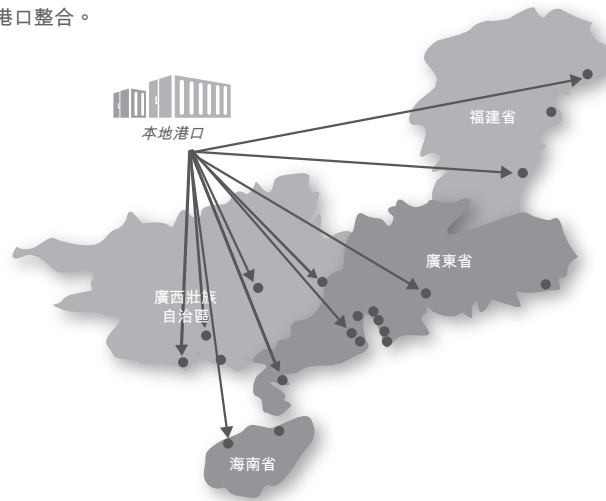 港口整合。
本地港口
福建省
廣東省
廣西壯族
自治區
海南省